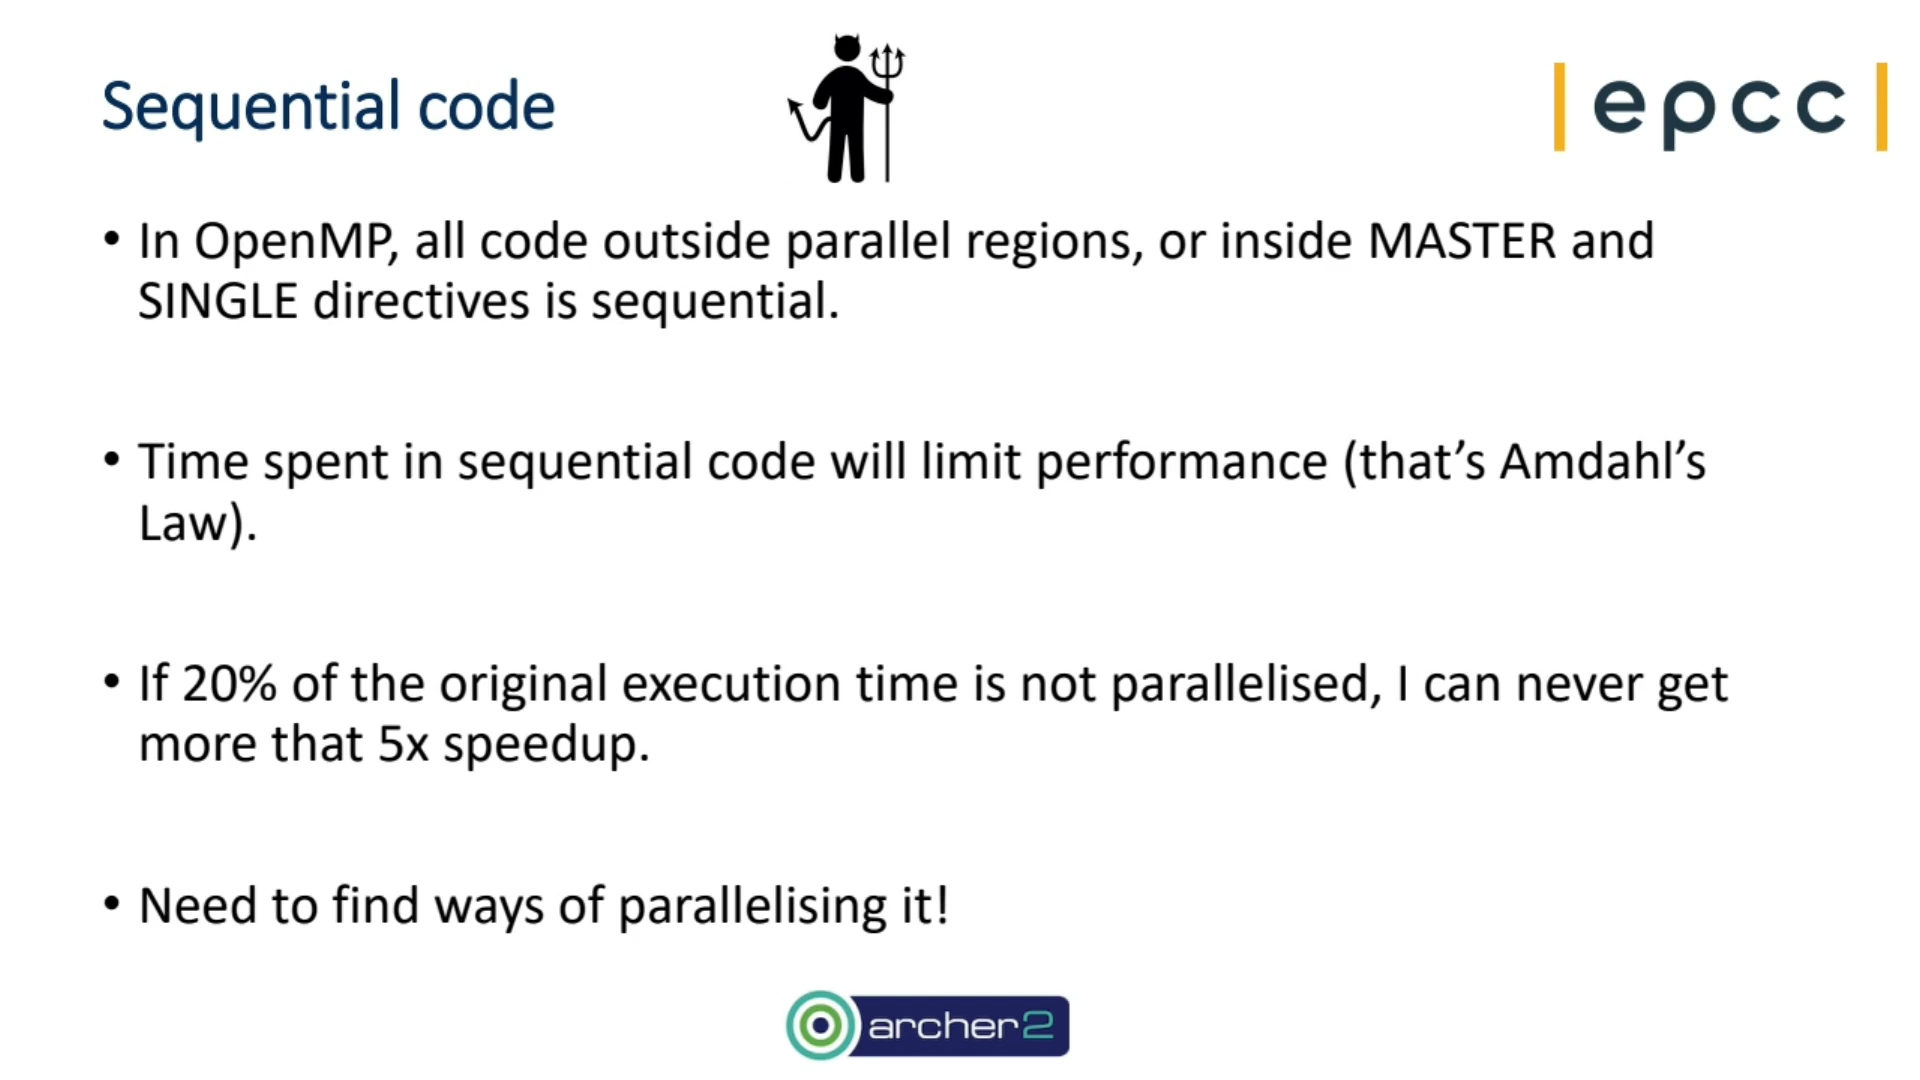 Sequential code
|epcc|
• In OpenMP, all code outside parallel regions, or inside MASTER and
SINGLE directives is sequential.
• Time spent in sequential code will limit performance (that’s Amdahl’s
Law).
• If 20% of the original execution time is not parallelised, I can never get
more that 5x speedup.
• Need to find ways of parallelising it!
archer2